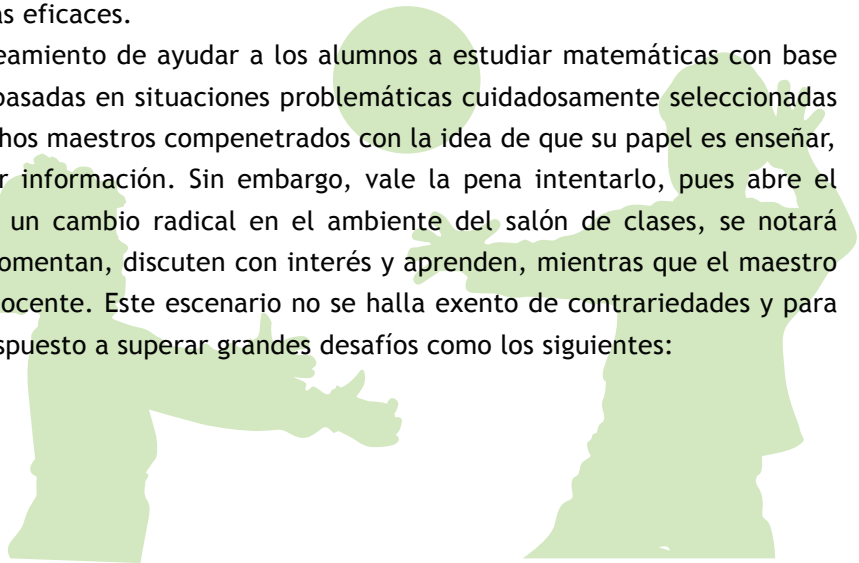 as eficaces.
eamiento de ayudar a los alumnos a estudiar matemáticas con base
basadas en situaciones problemáticas cuidadosamente seleccionadas
hos maestros compenetrados con la idea de que su papel es enseñar,
r información. Sin embargo, vale la pena intentarlo, pues abre el
un cambio radical en el ambiente del salón de clases, se notará
omentan, discuten con interés y aprenden, mientras que el maestro
ocente. Este escenario no se halla exento de contrariedades y para
spuesto a superar grandes desafíos como los siguientes: